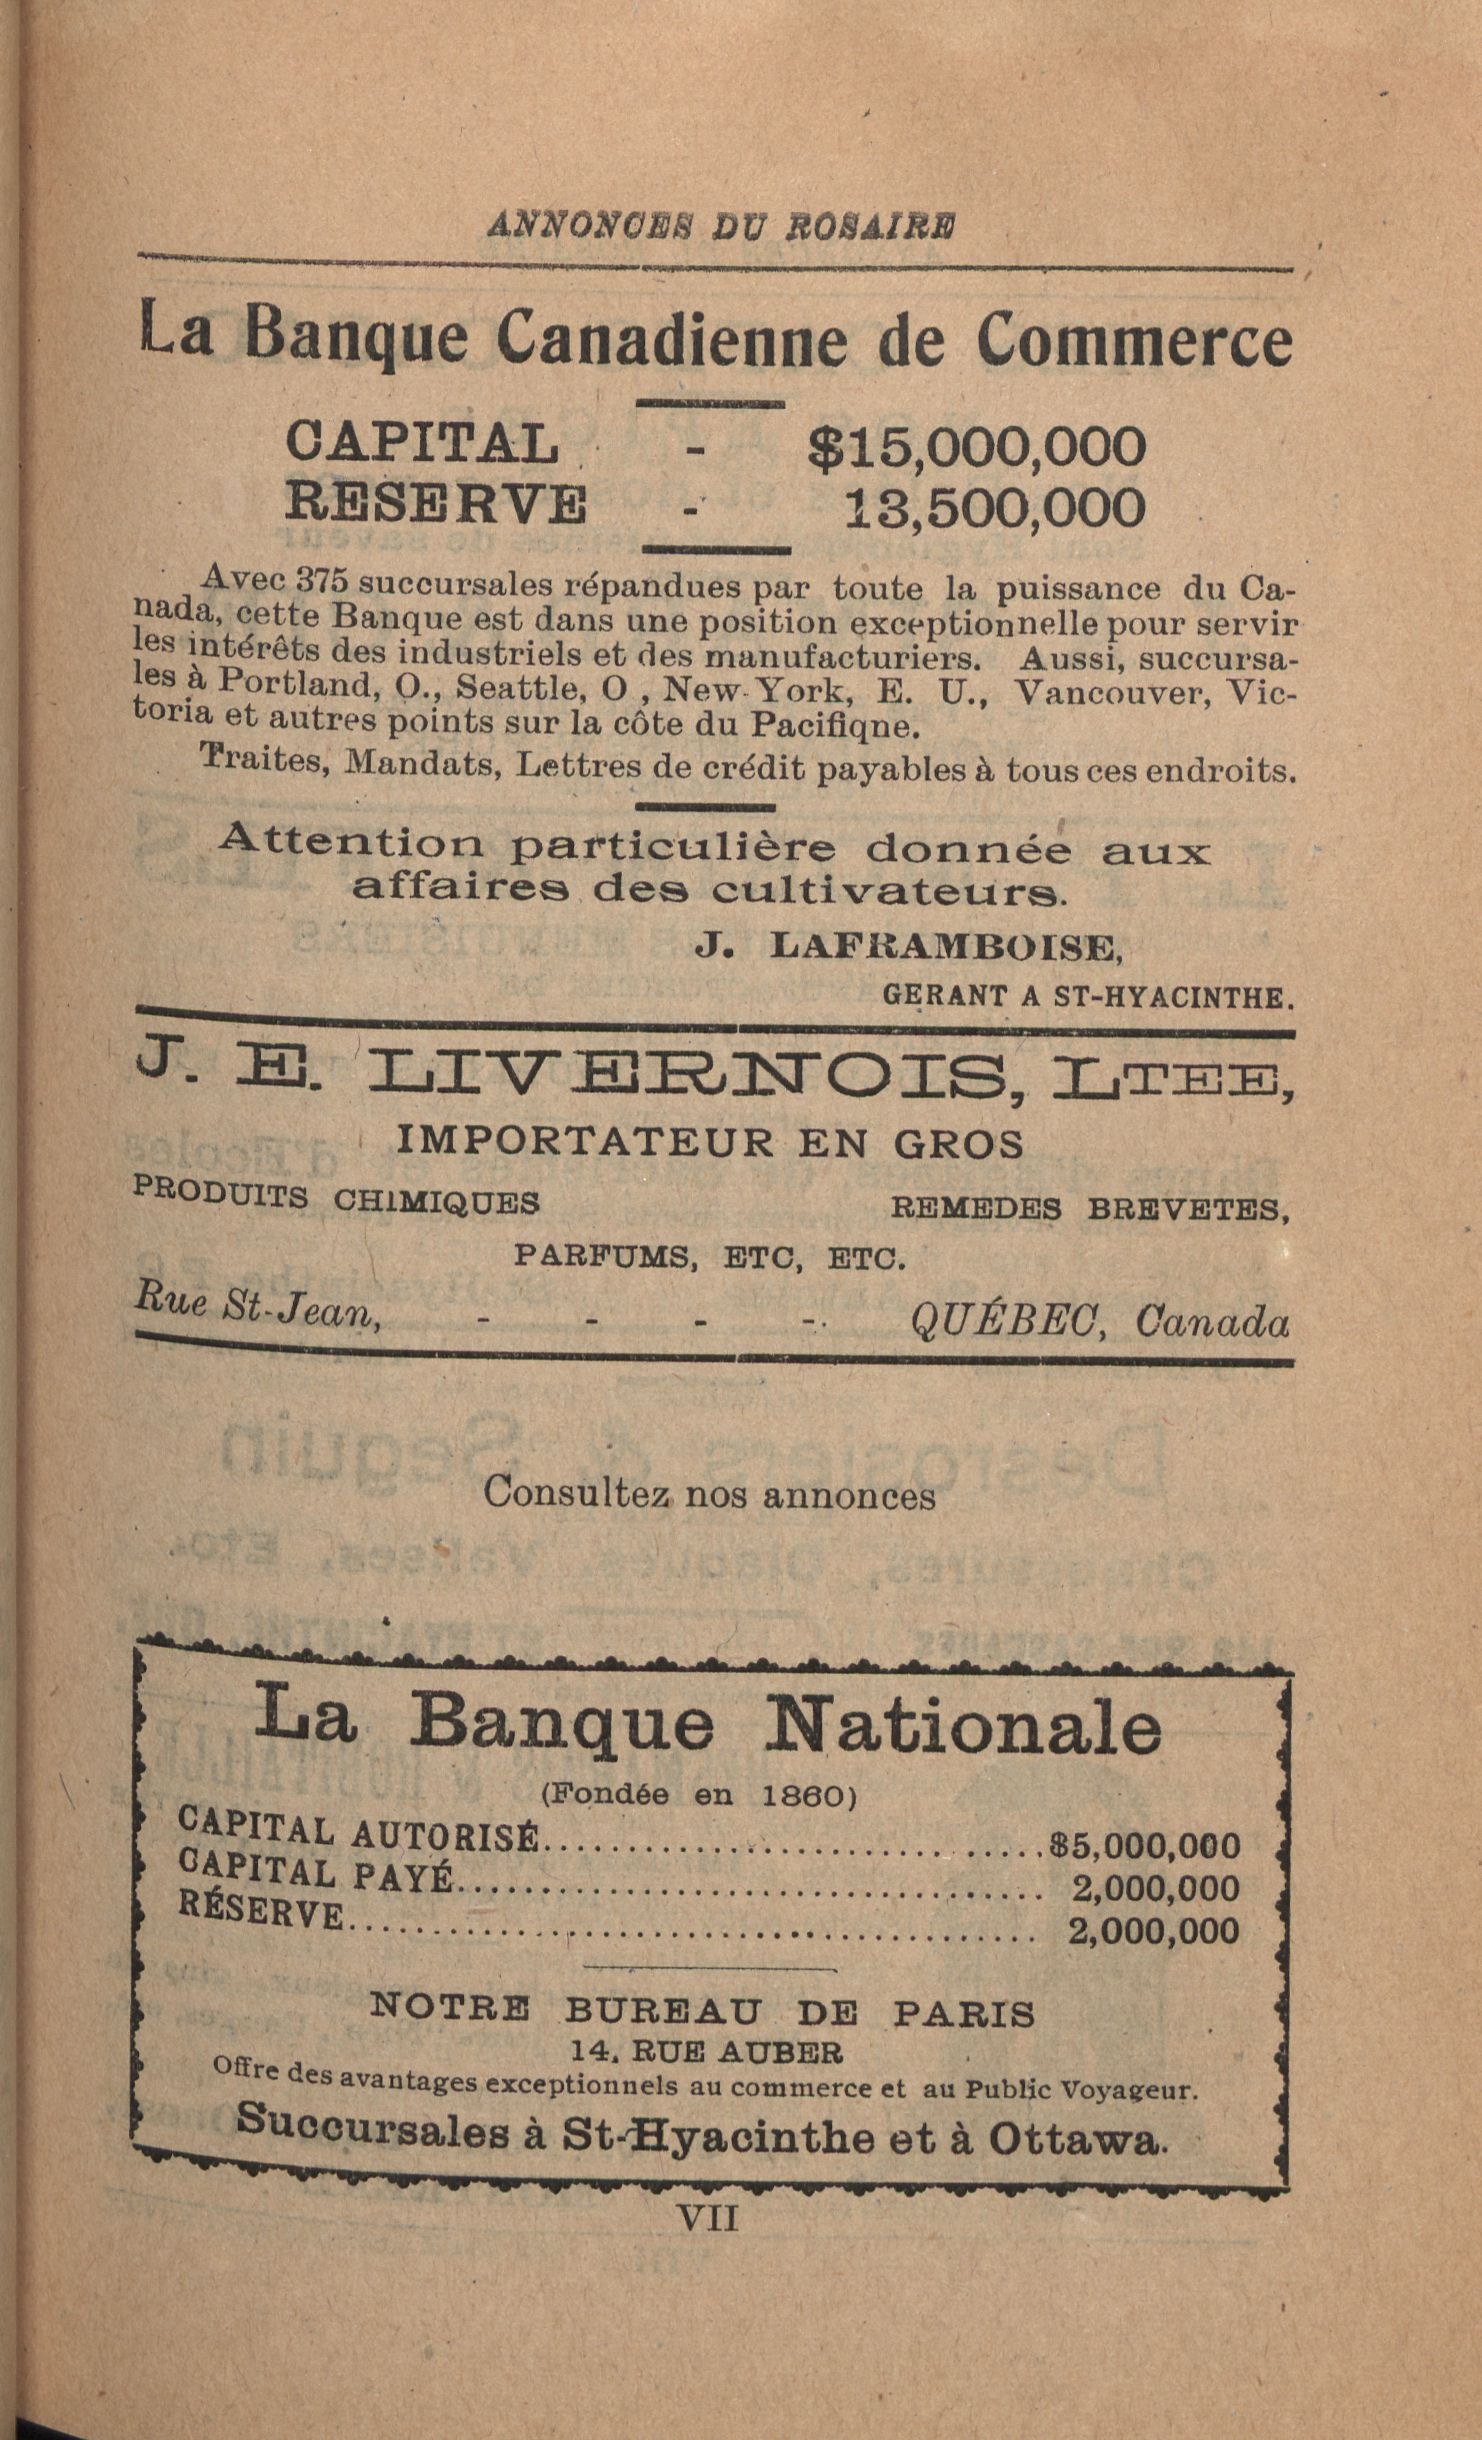 ANNONCES DU ROSAIRE
La Banque Canadienne de Commerce
CAPITAL - $15,000,000
RESERVE - 13,500,000
Avec 375 succursales répandues par toute la puissance du Ca-
nada, cette Banque est dans une position exceptionnelle pour servir
les intérêts des industriels et des manufacturiers. Aussi, succursa-
les à Portland, O., Seattle, O , New-York, E. U., Vancouver, Vic-
toria et autres points sur la côte du Pacifiqne.
Traites, Mandats, Lettres de crédit payables à tous ces endroits.
Attention particulière donnée aux
affaires des cultivateurs.
J. LAFRAMBOISE,
GERANT A ST-HYACINTHE.
J. E. LIVERNOIS, LTEE,
IMPORTATEUR EN GROS
PRODUITS CHIMIQUES REMEDES BREVETES,
PARFUMS, ETC, ETC.
Rue St-Jean, - - - - QUÉBEC, Canada
Consultez nos annonces
La Banque Nationale
(Fondée en 1860)
CAPITAL AUTORISÉ.............................. $5,000,000
CAPITAL PAYÉ................................... 2,000,000
RÉSERVE......................................... 2,000,000
NOTRE BUREAU DE PARIS
14, RUE AUBER
Offre des avantages exceptionnels au commerce et au Public Voyageur.
Succursales à St-Hyacinthe et à Ottawa.
VII